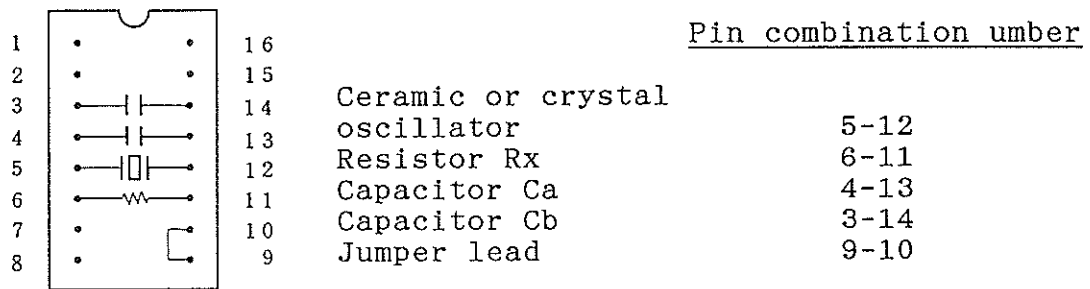 Pin combination umber
1 16
2 15
3 14 Ceramic or crystal
4 13 oscillator 5-12
5 12 Resistor Rx 6-11
6 11 Capacitor Ca 4-13
7 10 Capacitor Cb 3-14
8 9 Jumper lead 9-10